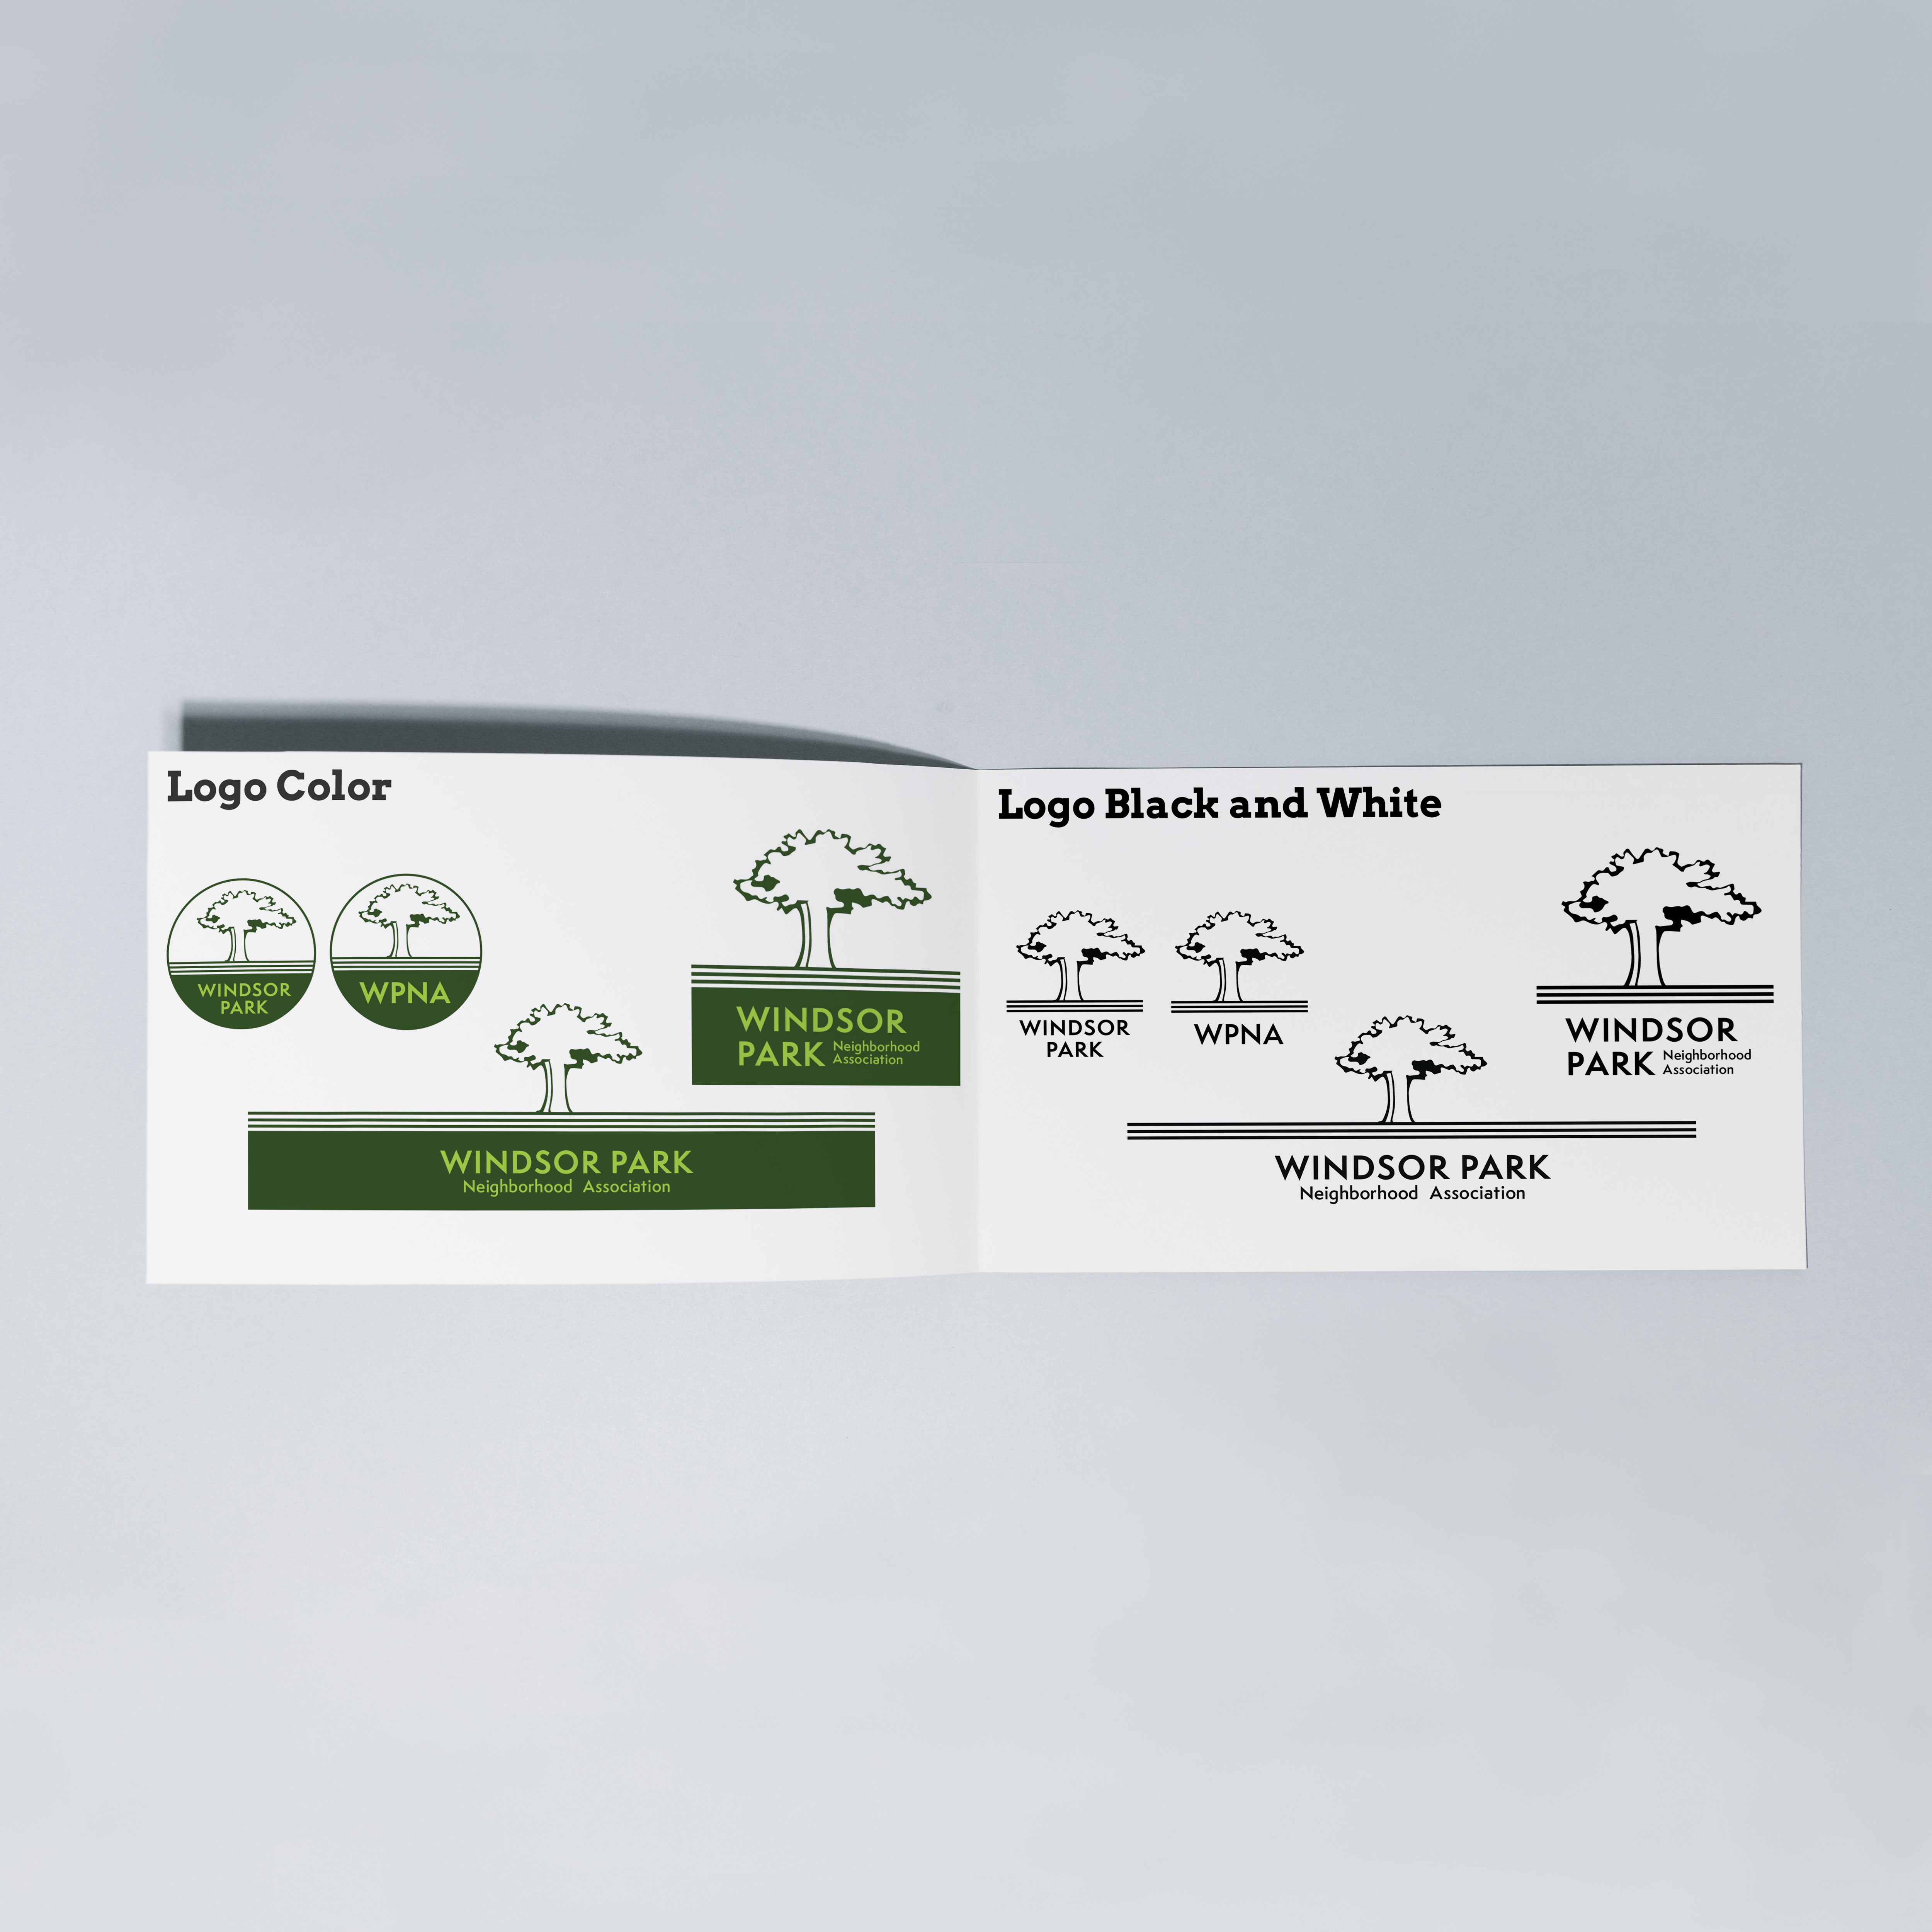 Logo Color
WINDSOR
PARK
WPNA
WINDSOR
PARK Neighborhood
Association
WINDSOR PARK
Neighborhood Association
Logo Black and White
WINDSOR
PARK
WPNA
WINDSOR
PARK Neighborhood
Association
WINDSOR PARK
Neighborhood Association